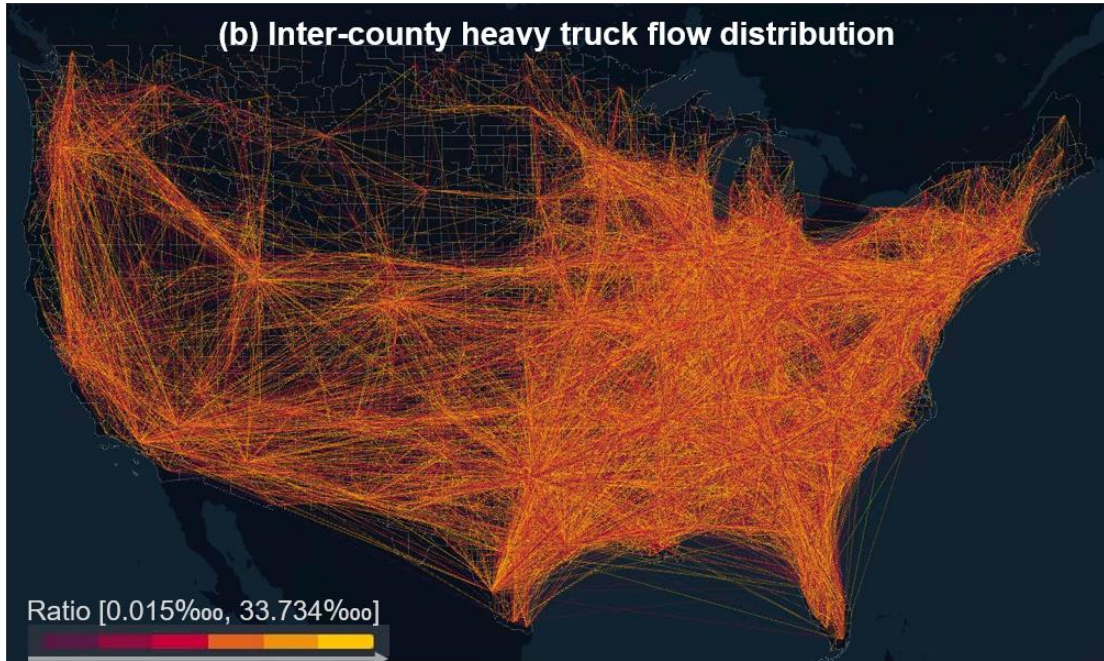 (b) Inter-county heavy truck flow distribution
Ratio [0.015‱, 33.734‱]